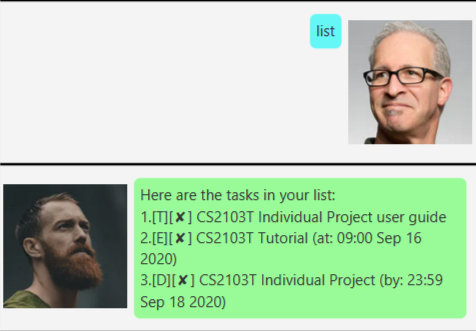 list
Here are the tasks in your list:
1.[T][✘] CS2103T Individual Project user guide
2.[E][✘] CS2103T Tutorial (at: 09:00 Sep 16
2020)
3.[D][✘] CS2103T Individual Project (by: 23:59
Sep 18 2020)